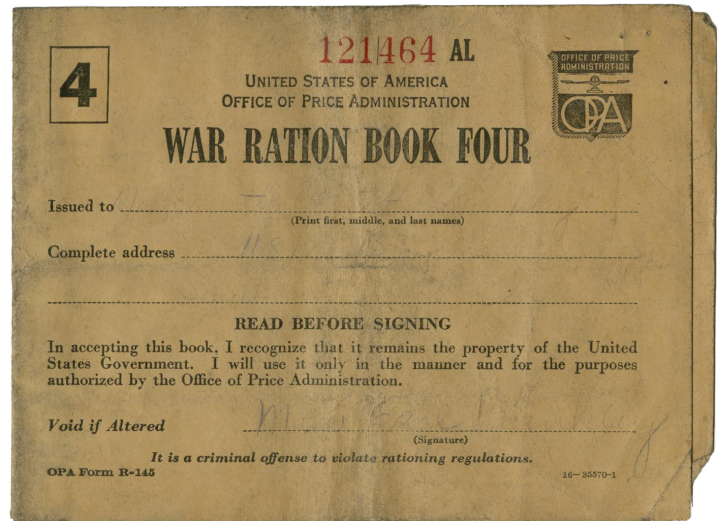 4
121464 AL
OFFICE OF PRICE
ADMINISTRATION
OPA
UNITED STATES OF AMERICA
OFFICE OF PRICE ADMINISTRATION
WAR RATION BOOK FOUR
Issued to
(Print first, middle, and last names)
Complete address
READ BEFORE SIGNING
In accepting this book, I recognize that it remains the property of the United
States Government. I will use it only in the manner and for the purposes
authorized by the Office of Price Administration.
Void if Altered
(Signature)
It is a criminal offense to violate rationing regulations.
OPA Form R-145
16—35570-1